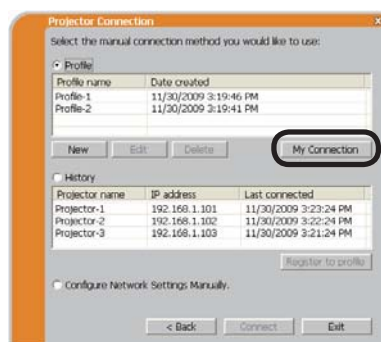 Projector Connection
Select the manual connection method you would like to use:
Profile
Profile name Date created
Profile-1 11/30/2009 3:19:46 PM
Profile-2 11/30/2009 3:19:41 PM
New Edit Delete My Connection
History
Projector name IP address Last connected
Projector-1 192.168.1.101 11/30/2009 3:23:24 PM
Projector-2 192.168.1.102 11/30/2009 3:22:24 PM
Projector-3 192.168.1.103 11/30/2009 3:21:24 PM
Register to profile
Configure Network Settings Manually.
< Back Connect Exit